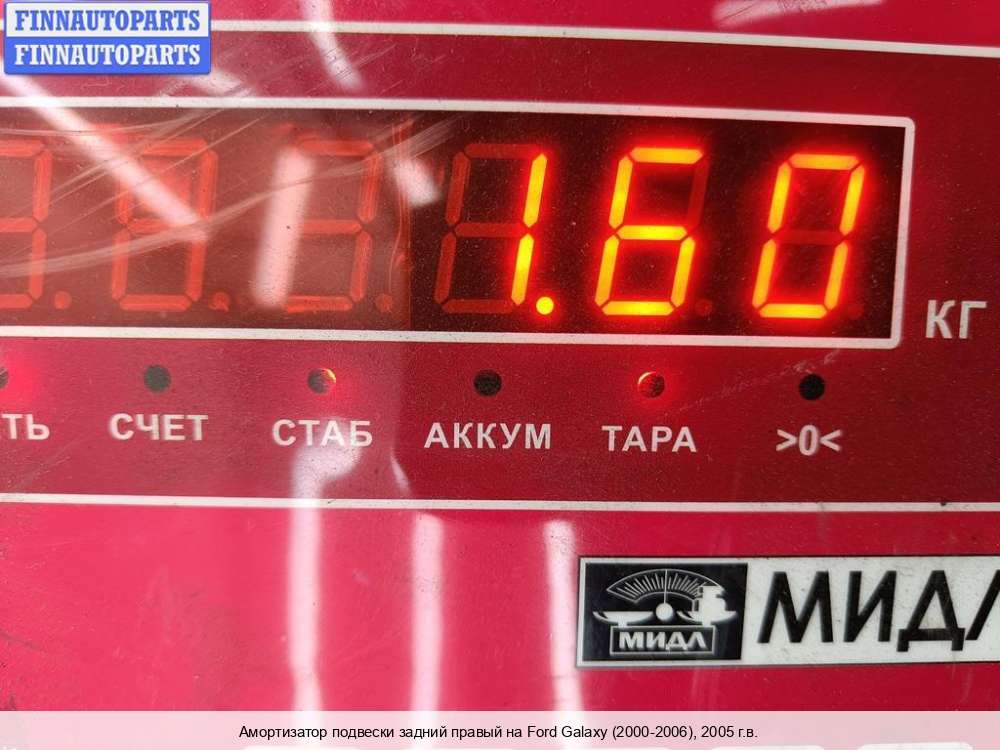 FINNAUTOPARTS
FINNAUTOPARTS
1.60
КГ
ТЬ СЧЕТ СТАБ АККУМ ТАРА >0<
МИДЛ МИДЛ
Амортизатор подвески задний правый на Ford Galaxy (2000-2006), 2005 г.в.